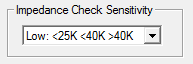 Impedance Check Sensitivity
Low: <25K <40K >40K